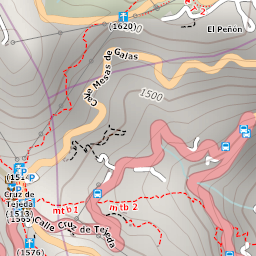 (1620)
El Peñón
Calle Mesas de Galas
1500
P
P
Cruz de
Tejeda
(1513)
mtb 1
mtb 2
Calle Cruz de Tejeda
(1576)